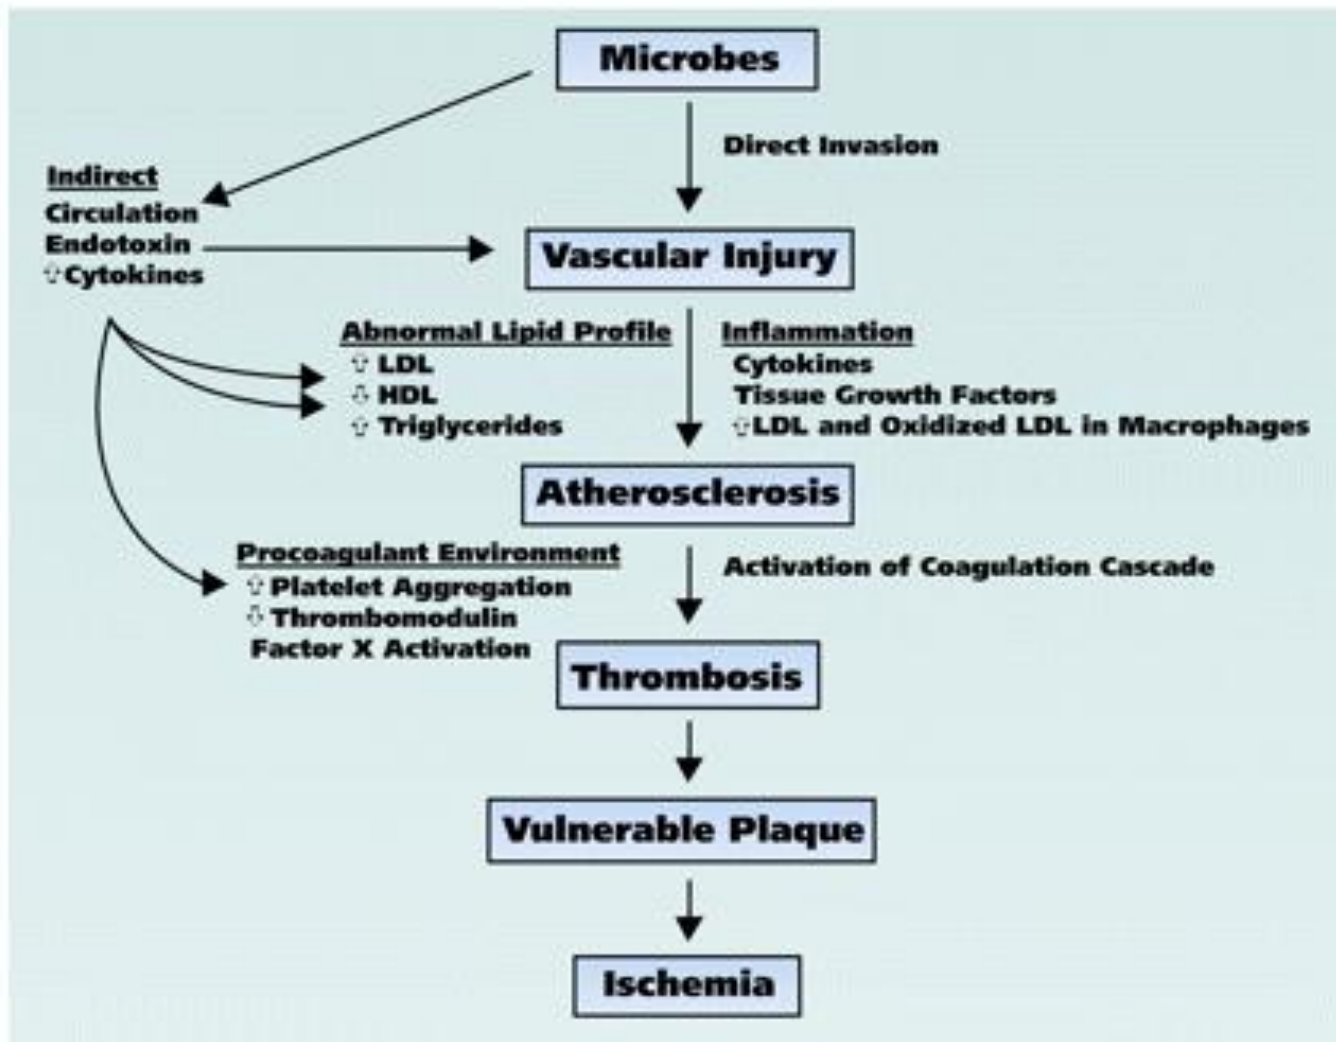 Microbes
Direct Invasion
Indirect
Circulation
Endotoxin
⇧Cytokines
Vascular Injury
Abnormal Lipid Profile
⇧ LDL
⇩ HDL
⇧ Triglycerides
Inflammation
Cytokines
Tissue Growth Factors
⇧LDL and Oxidized LDL in Macrophages
Atherosclerosis
Procoagulant Environment
⇧ Platelet Aggregation
⇩ Thrombomodulin
Factor X Activation
Activation of Coagulation Cascade
Thrombosis
Vulnerable Plaque
Ischemia